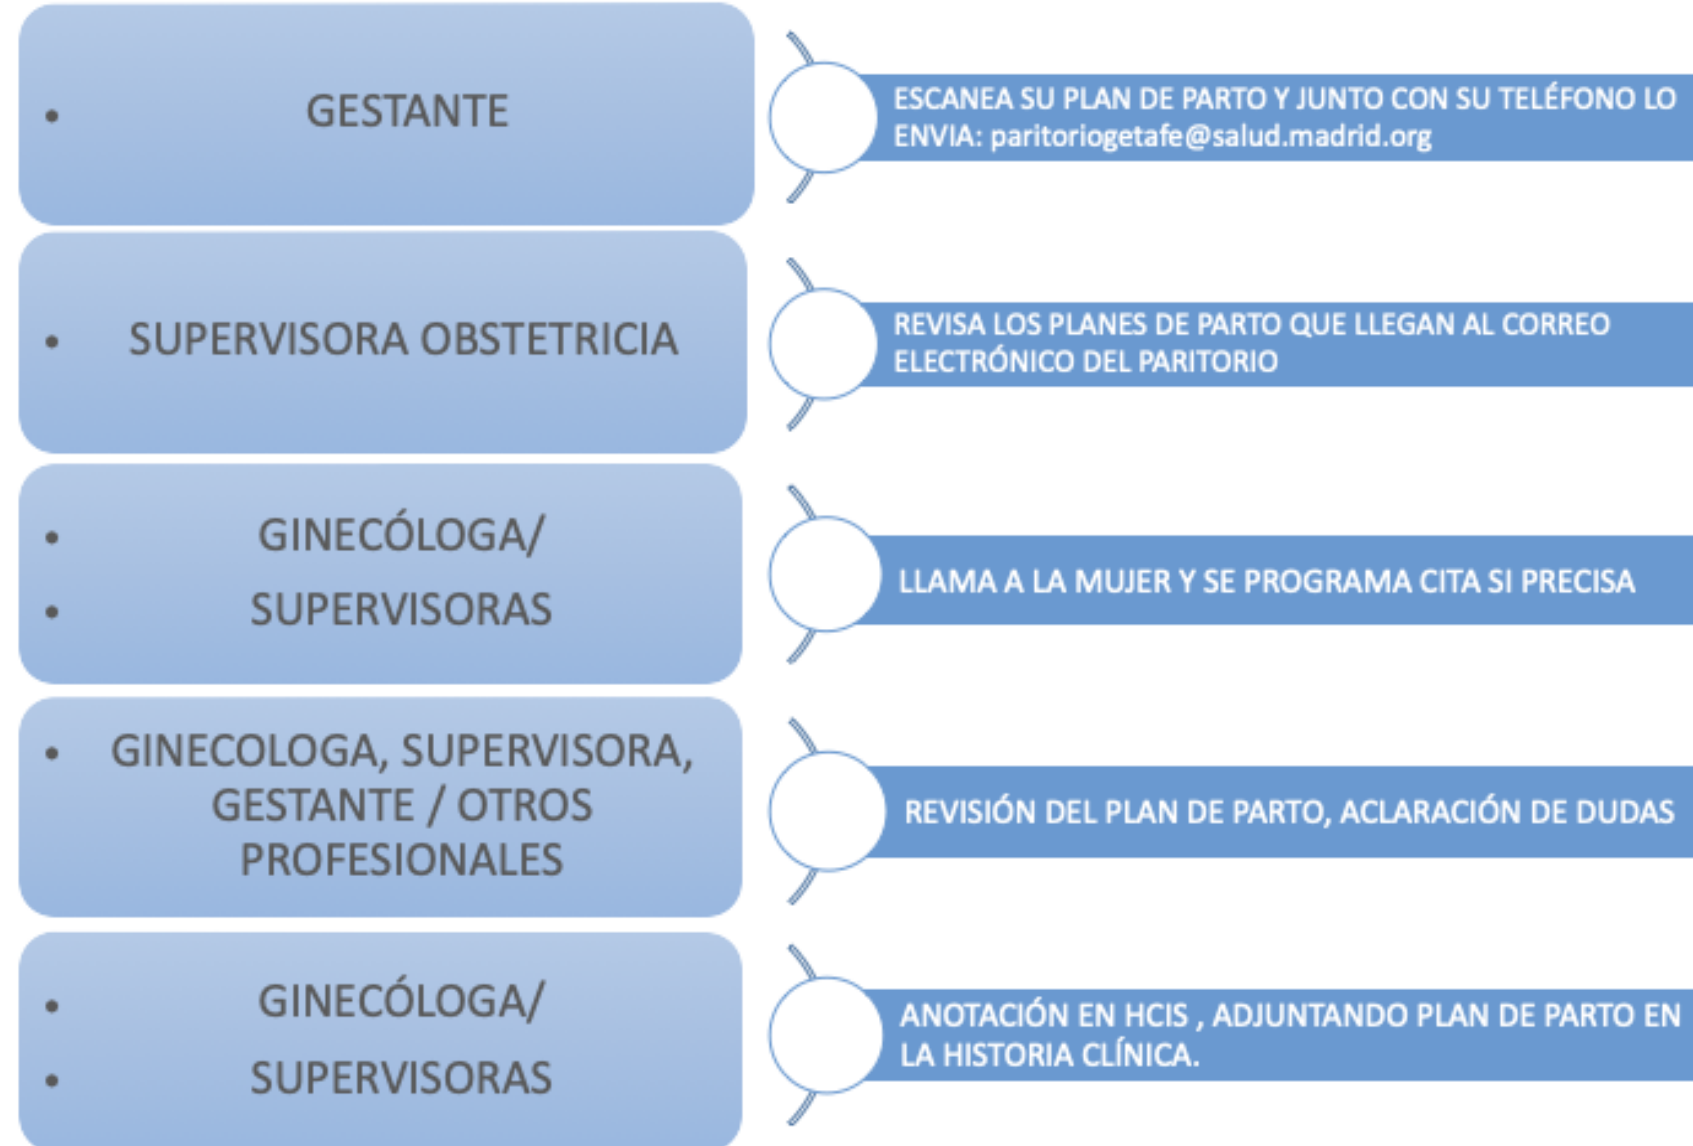 • GESTANTE
ESCANEA SU PLAN DE PARTO Y JUNTO CON SU TELÉFONO LO
ENVIA: paritoriogetafe@salud.madrid.org
• SUPERVISORA OBSTETRICIA
REVISA LOS PLANES DE PARTO QUE LLEGAN AL CORREO
ELECTRÓNICO DEL PARITORIO
• GINECÓLOGA/
• SUPERVISORAS
LLAMA A LA MUJER Y SE PROGRAMA CITA SI PRECISA
• GINECOLOGA, SUPERVISORA,
GESTANTE / OTROS
PROFESIONALES
REVISIÓN DEL PLAN DE PARTO, ACLARACIÓN DE DUDAS
• GINECÓLOGA/
• SUPERVISORAS
ANOTACIÓN EN HCIS , ADJUNTANDO PLAN DE PARTO EN
LA HISTORIA CLÍNICA.